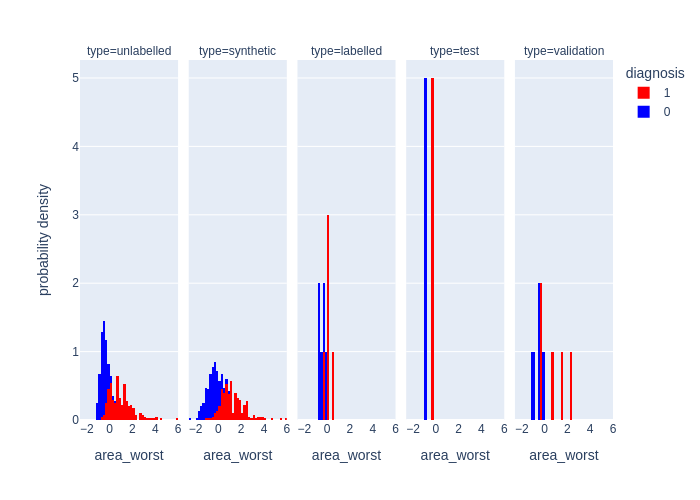 type=unlabelled type=synthetic type=labelled type=test type=validation
diagnosis
1
0
5
4
3
2
1
0
probability density
−2 0 2 4 6 −2 0 2 4 6 −2 0 2 4 6 −2 0 2 4 6 −2 0 2 4 6
area_worst area_worst area_worst area_worst area_worst